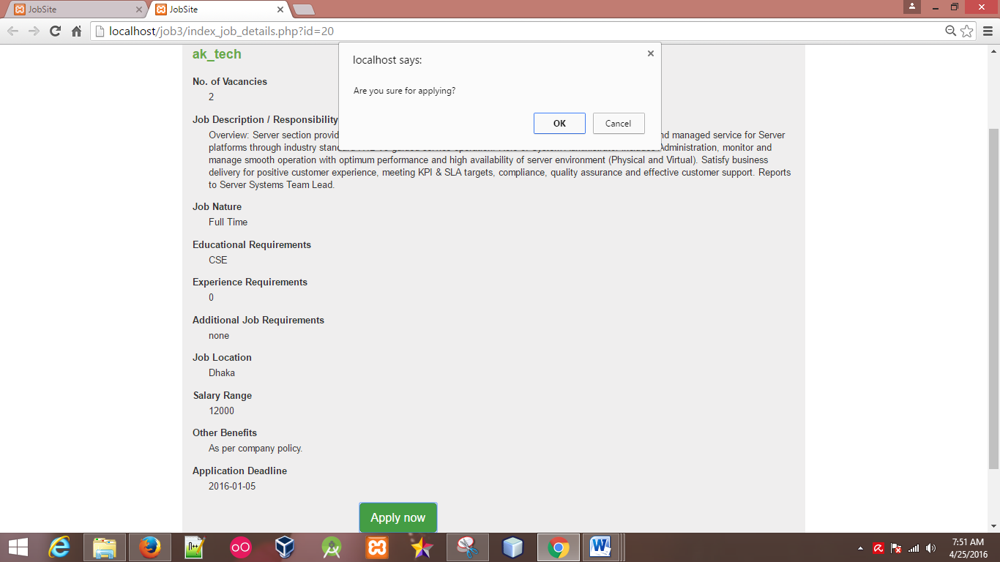 JobSite
JobSite
localhost/job3/index_job_details.php?id=20
ak_tech
localhost says:
Are you sure for applying?
OK Cancel
No. of Vacancies
2
Job Description / Responsibility
Overview: Server section provid nd managed service for Server
platforms through industry Administration, monitor and
manage smooth operation with optimum performance and high availability of server environment (Physical and Virtual). Satisfy business
delivery for positive customer experience, meeting KPI & SLA targets, compliance, quality assurance and effective customer support. Reports
to Server Systems Team Lead.
Job Nature
Full Time
Educational Requirements
CSE
Experience Requirements
0
Additional Job Requirements
none
Job Location
Dhaka
Salary Range
12000
Other Benefits
As per company policy.
Application Deadline
2016-01-05
Apply now
7:51 AM
4/25/2016